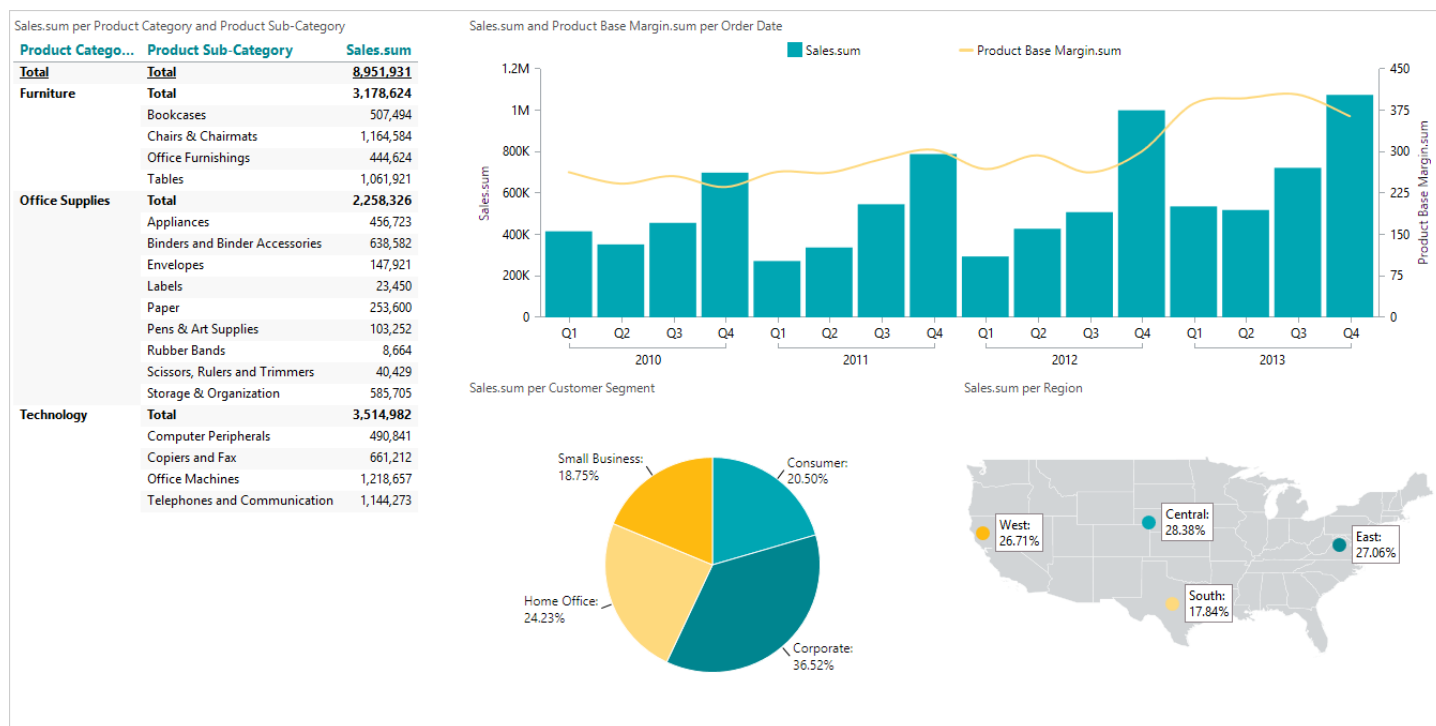 Sales.sum per Product Category and Product Sub-Category
Product Catego... Product Sub-Category Sales.sum
Total Total 8,951,931
Furniture Total 3,178,624
Bookcases 507,494
Chairs & Chairmats 1,164,584
Office Furnishings 444,624
Tables 1,061,921
Office Supplies Total 2,258,326
Appliances 456,723
Binders and Binder Accessories 638,582
Envelopes 147,921
Labels 23,450
Paper 253,600
Pens & Art Supplies 103,252
Rubber Bands 8,664
Scissors, Rulers and Trimmers 40,429
Storage & Organization 585,705
Technology Total 3,514,982
Computer Peripherals 490,841
Copiers and Fax 661,212
Office Machines 1,218,657
Telephones and Communication 1,144,273
Sales.sum and Product Base Margin.sum per Order Date
Sales.sum Product Base Margin.sum
1.2M 450
1M 375
800K 300
600K 225
400K 150
200K 75
0 0
Sales.sum
Product Base Margin.sum
Q1 Q2 Q3 Q4 Q1 Q2 Q3 Q4 Q1 Q2 Q3 Q4 Q1 Q2 Q3 Q4
2010 2011 2012 2013
Sales.sum per Customer Segment
Small Business:
18.75%
Consumer:
20.50%
Home Office:
24.23%
Corporate:
36.52%
Sales.sum per Region
West:
26.71%
Central:
28.38%
East:
27.06%
South:
17.84%